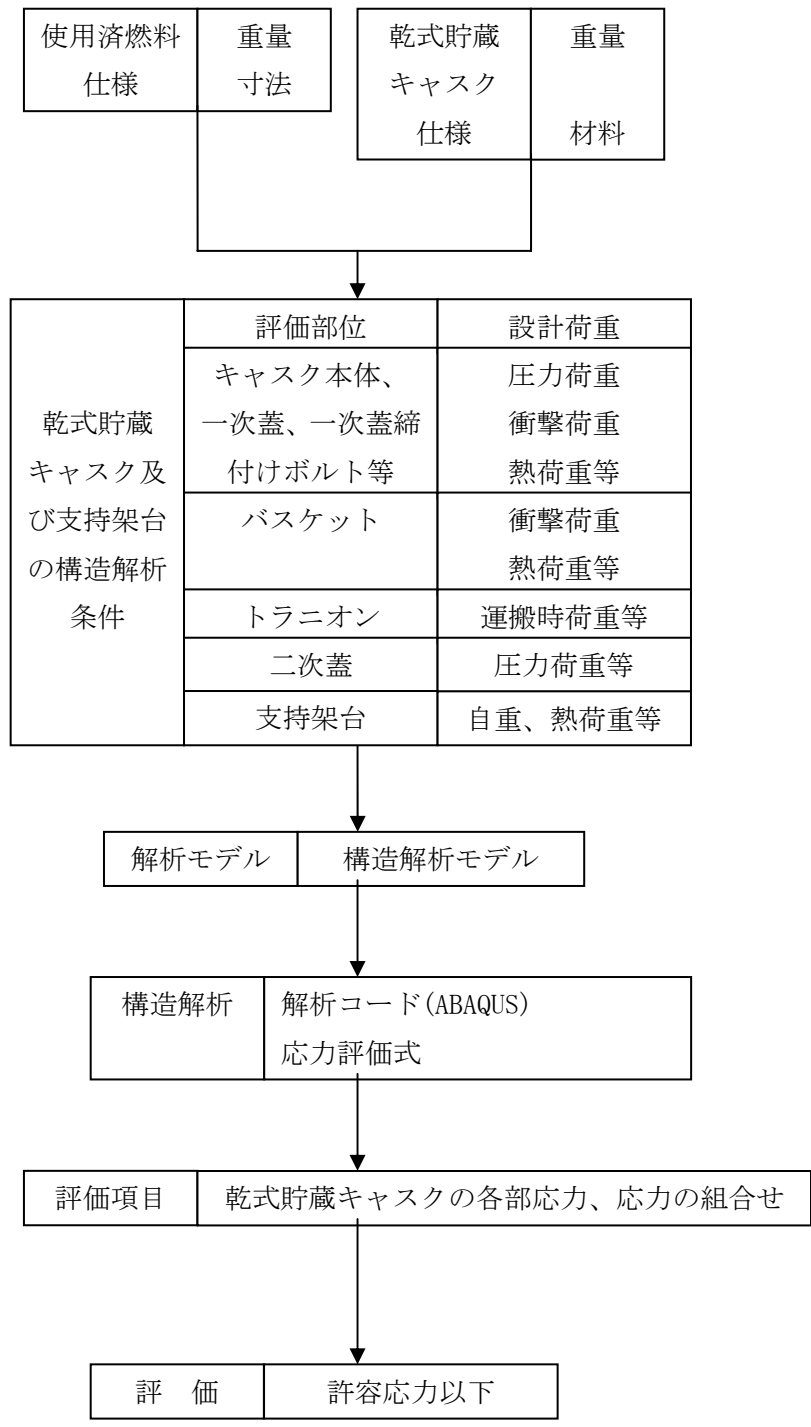 使用済燃料
仕様
重量
寸法
乾式貯蔵
キャスク
仕様
重量
材料
乾式貯蔵
キャスク及
び支持架台
の構造解析
条件
評価部位
設計荷重
キャスク本体、
一次蓋、一次蓋締
付けボルト等
圧力荷重
衝撃荷重
熱荷重等
バスケット
衝撃荷重
熱荷重等
トラニオン
運搬時荷重等
二次蓋
圧力荷重等
支持架台
自重、熱荷重等
解析モデル
構造解析モデル
構造解析
解析コード(ABAQUS)
応力評価式
評価項目
乾式貯蔵キャスクの各部応力、応力の組合せ
評　価
許容応力以下